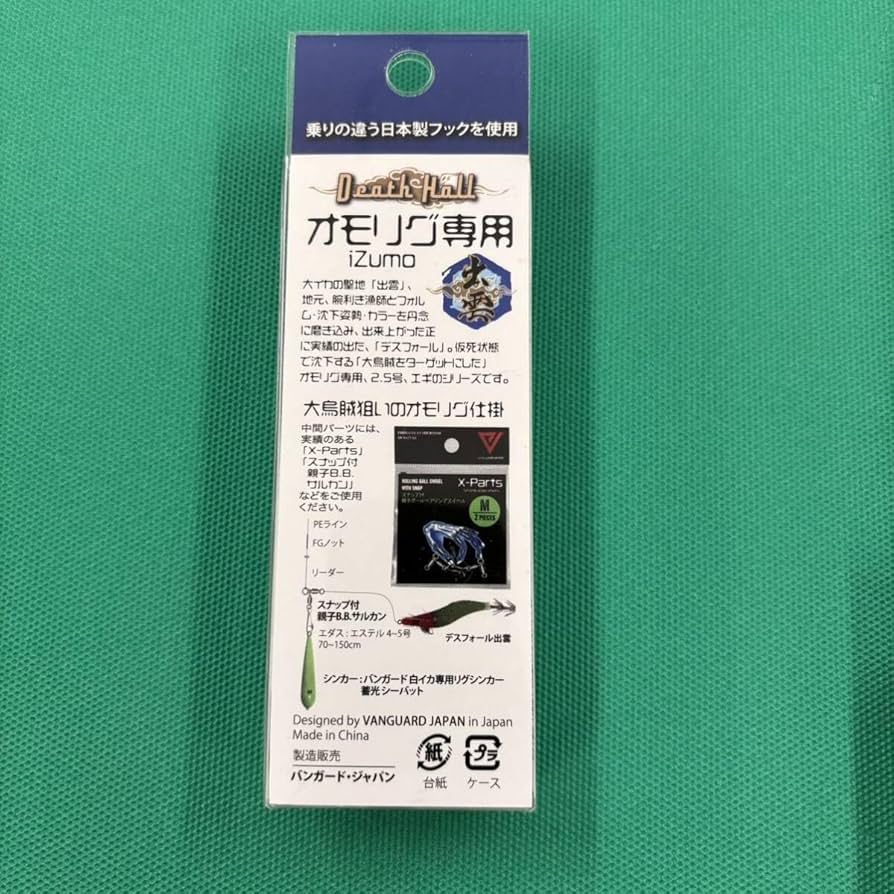 乗りの違う日本製フックを使用
Death Hall
オモリグ専用
iZumo
出雲
大イカの聖地「出雲」、
地元、腕利き漁師とフォル
ム・沈下姿勢・カラーを丹念
に磨き込み、出来上がった正
に実績の出た、「デスフォール」。仮死状態
で沈下する「大烏賊をターゲットにした」
オモリグ専用、2.5号、エギのシリーズです。
大烏賊狙いのオモリグ仕掛
中間パーツには、
実績のある
「X-Parts」
「スナップ付
親子B.B.
サルカン」
などをご使用
ください。
ROLLING BALL SWIVEL
WITH SNAP
X-Parts
M
2 PIECES
PEライン
FGノット
リーダー
スナップ付
親子B.B.サルカン
エダス：エステル 4~5号
70~150cm
デスフォール出雲
シンカー：バンガード 白イカ専用リグシンカー
蓄光 シーバット
Designed by VANGUARD JAPAN in Japan
Made in China
製造販売
バンガード・ジャパン
紙
台紙
プラ
ケース